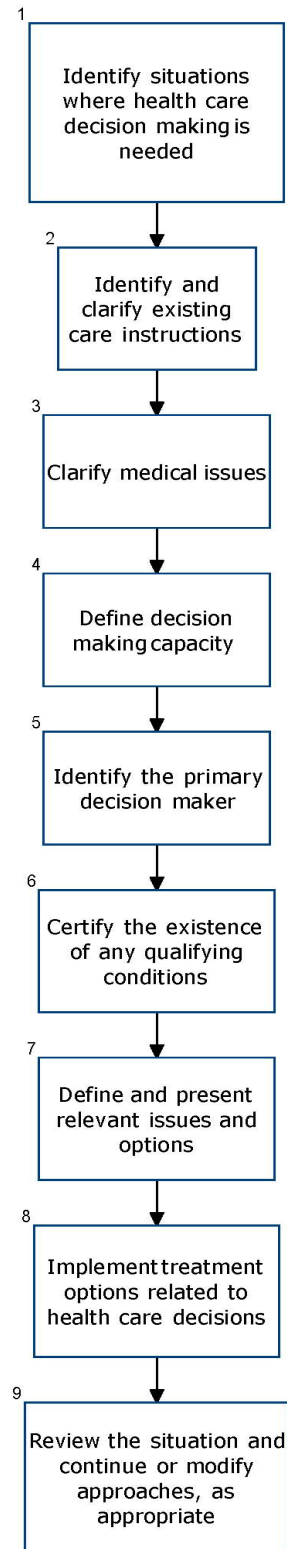 1
Identify situations
where health care
decision making is
needed
2
Identify and
clarify existing
care instructions
3
Clarify medical issues
4
Define decision
making capacity
5
Identify the primary
decision maker
6
Certify the existence
of any qualifying
conditions
7
Define and present
relevant issues and
options
8
Implement treatment
options related to
health care decisions
9
Review the situation and
continue or modify
approaches, as
appropriate